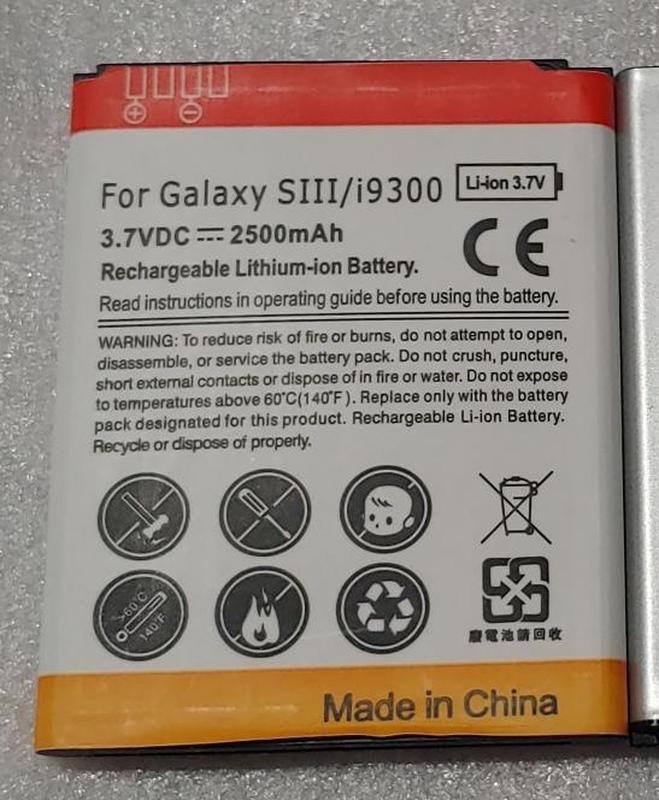 For Galaxy SIII/i9300
Li-ion 3.7V
3.7VDC ⎓ 2500mAh
CE
Rechargeable Lithium-ion Battery.
Read instructions in operating guide before using the battery.
WARNING: To reduce risk of fire or burns, do not attempt to open,
disassemble, or service the battery pack. Do not crush, puncture,
short external contacts or dispose of in fire or water. Do not expose
to temperatures above 60°C(140°F). Replace only with the battery
pack designated for this product. Rechargeable Li-ion Battery.
Recycle or dispose of properly.
>60°C
140°F
廢電池請回收
Made in China